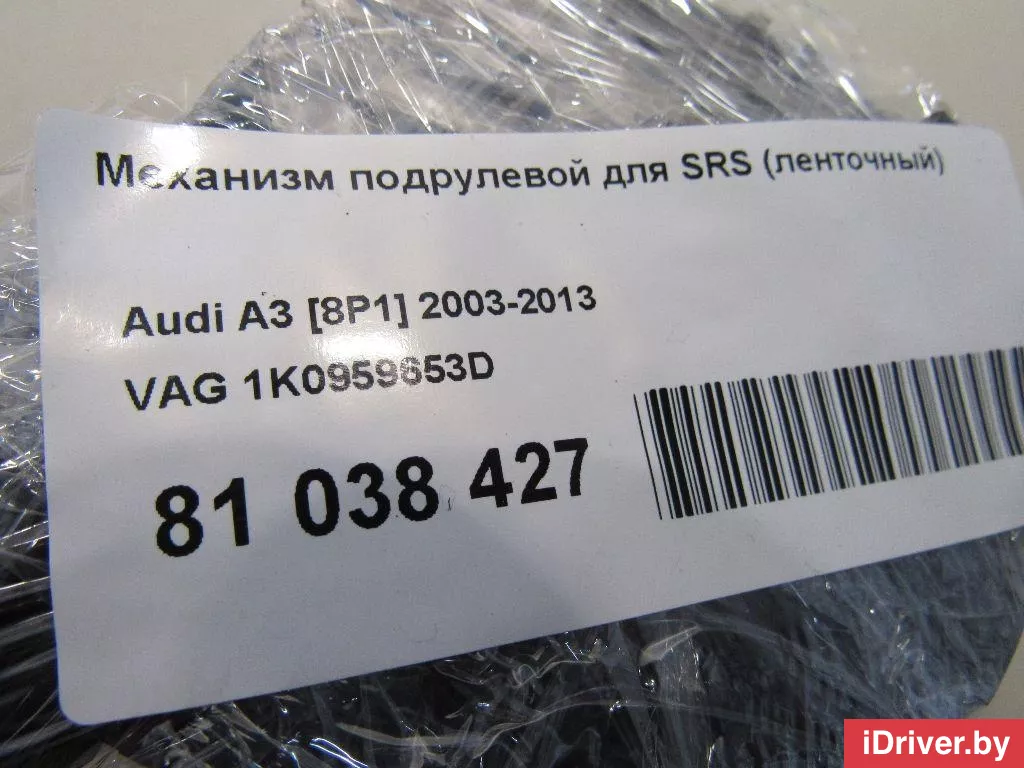 Механизм подрулевой для SRS (ленточный)
Audi A3 [8P1] 2003-2013
VAG 1K0959653D
81 038 427
iDriver.by